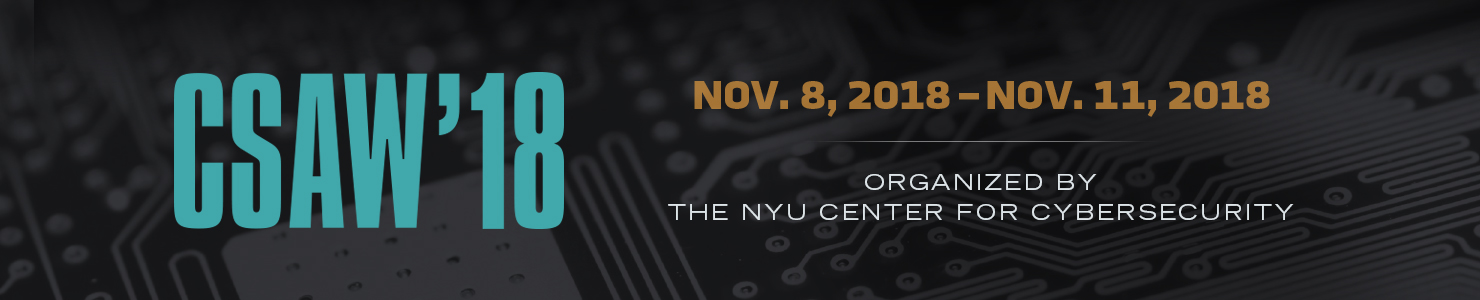 CSAW'18
NOV. 8, 2018 – NOV. 11, 2018
ORGANIZED BY
THE NYU CENTER FOR CYBERSECURITY